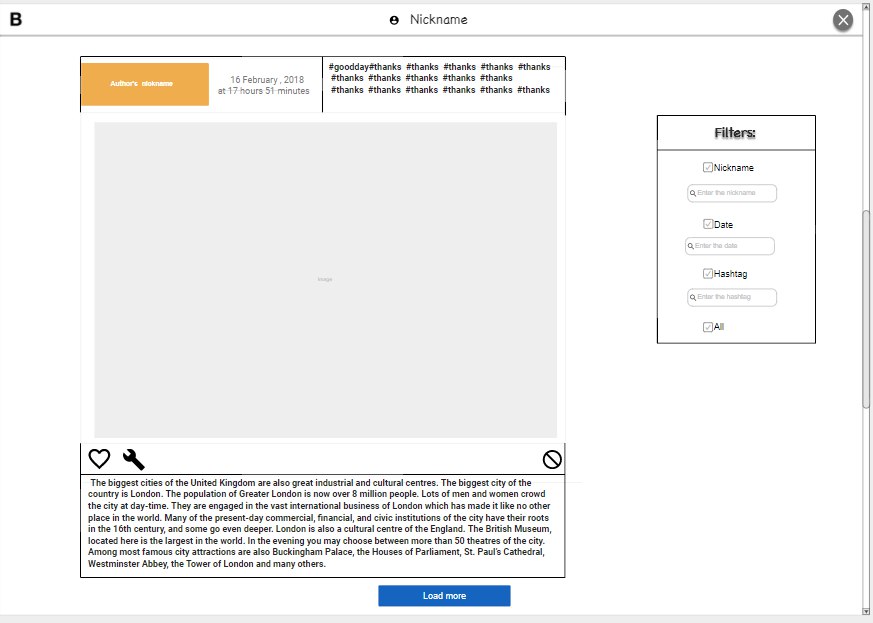 B
Nickname
Author's nickname
16 February , 2018
at 17 hours 51 minutes
#goodday#thanks #thanks #thanks #thanks #thanks
#thanks #thanks #thanks #thanks #thanks
#thanks #thanks #thanks #thanks #thanks #thanks
Image
The biggest cities of the United Kingdom are also great industrial and cultural centres. The biggest city of the
country is London. The population of Greater London is now over 8 million people. Lots of men and women crowd
the city at day-time. They are engaged in the vast international business of London which has made it like no other
place in the world. Many of the present-day commercial, financial, and civic institutions of the city have their roots
in the 16th century, and some go even deeper. London is also a cultural centre of the England. The British Museum,
located here is the largest in the world. In the evening you may choose between more than 50 theatres of the city.
Among most famous city attractions are also Buckingham Palace, the Houses of Parliament, St. Paul's Cathedral,
Westminster Abbey, the Tower of London and many others.
Load more
Filters:
Nickname
Enter the nickname
Date
Enter the date
Hashtag
Enter the hashtag
All